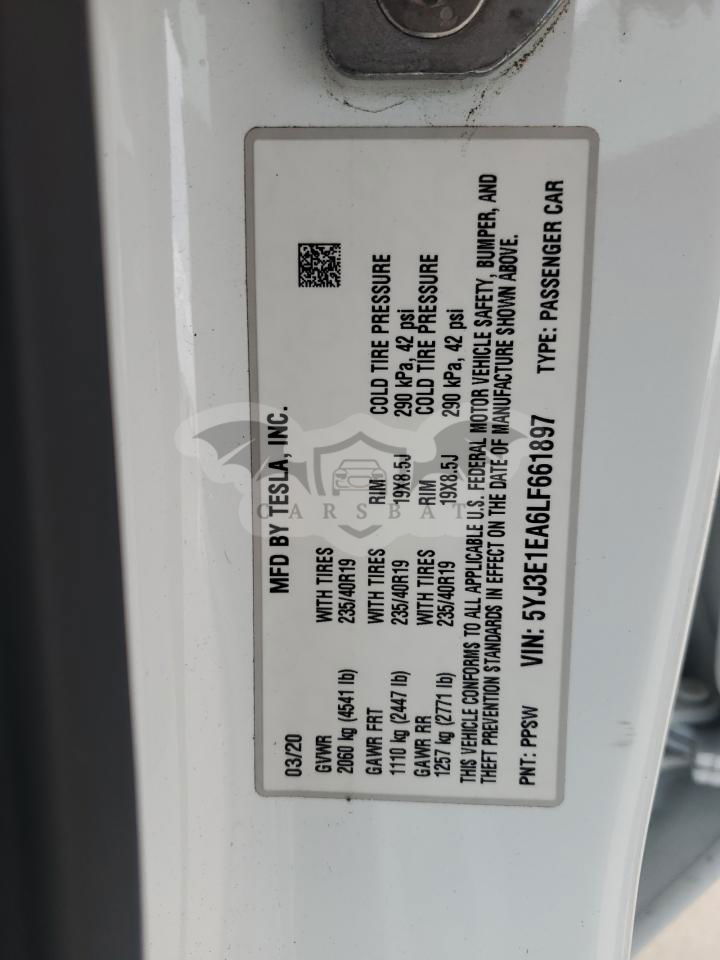 MFD BY TESLA, INC.
03/20
GVWR WITH TIRES
2060 kg (4541 lb) 235/40R19
GAWR FRT WITH TIRES RIM COLD TIRE PRESSURE
1110 kg (2447 lb) 235/40R19 19X8.5J 290 kPa, 42 psi
GAWR RR WITH TIRES RIM COLD TIRE PRESSURE
1257 kg (2771 lb) 235/40R19 19X8.5J 290 kPa, 42 psi
THIS VEHICLE CONFORMS TO ALL APPLICABLE U.S. FEDERAL MOTOR VEHICLE SAFETY, BUMPER, AND
THEFT PREVENTION STANDARDS IN EFFECT ON THE DATE OF MANUFACTURE SHOWN ABOVE.
PNT: PPSW VIN: 5YJ3E1EA6LF661897 TYPE: PASSENGER CAR
CARSBAT